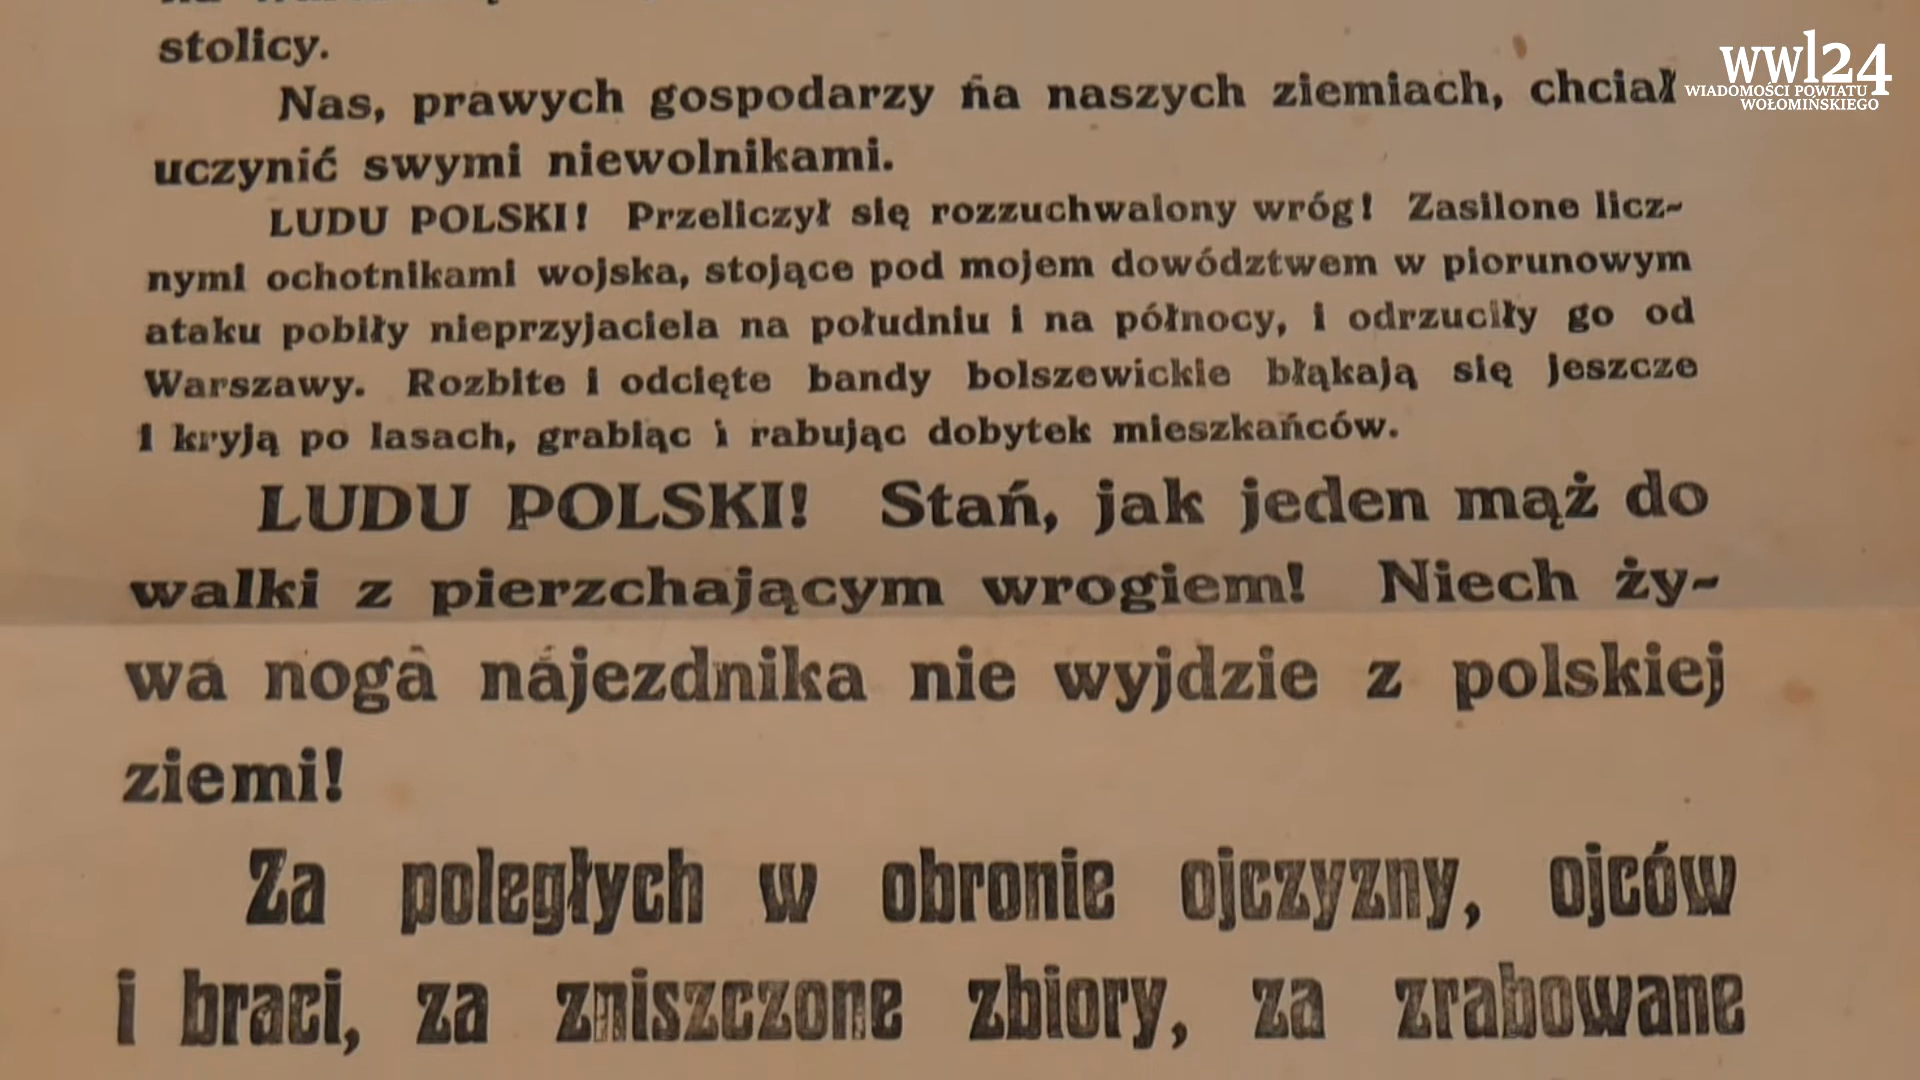 stolicy.
Nas, prawych gospodarzy na naszych ziemiach, chciał
uczynić swymi niewolnikami.
LUDU POLSKI! Przeliczył się rozzuchwalony wróg! Zasilone licz-
nymi ochotnikami wojska, stojące pod mojem dowództwem w piorunowym
ataku pobiły nieprzyjaciela na południu i na północy, i odrzuciły go od
Warszawy. Rozbite i odcięte bandy bolszewickie błąkają się jeszcze
i kryją po lasach, grabiąc i rabując dobytek mieszkańców.
LUDU POLSKI! Stań, jak jeden mąż do
walki z pierzchającym wrogiem! Niech ży-
wa noga najezdnika nie wyjdzie z polskiej
ziemi!
Za poległych w obronie ojczyzny, ojców
i braci, za zniszczone zbiory, za zrabowane
wwl24
WIADOMOŚCI POWIATU
WOŁOMIŃSKIEGO